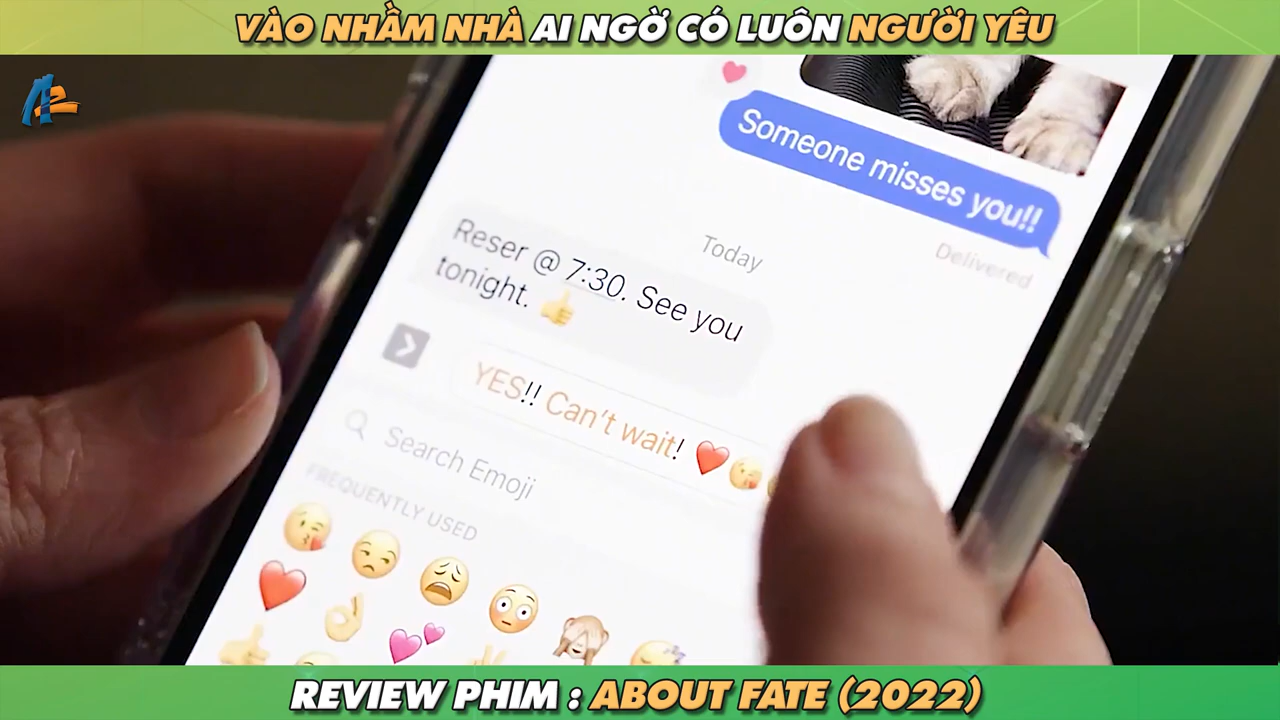 VÀO NHẦM NHÀ AI NGỜ CÓ LUÔN NGƯỜI YÊU
Someone misses you!!
Delivered
Today
Reser @ 7:30. See you
tonight. 👍
YES!! Can't wait! ❤️😘
Search Emoji
FREQUENTLY USED
REVIEW PHIM : ABOUT FATE (2022)